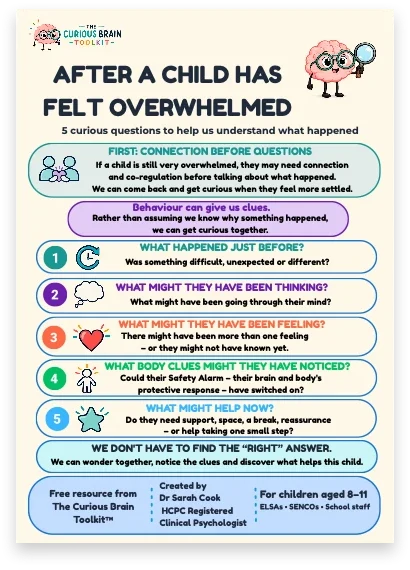 THE
CURIOUS BRAIN
TOOLKIT
AFTER A CHILD HAS
FELT OVERWHELMED
5 curious questions to help us understand what happened
FIRST: CONNECTION BEFORE QUESTIONS
If a child is still very overwhelmed, they may need connection
and co-regulation before talking about what happened.
We can come back and get curious when they feel more settled.
Behaviour can give us clues.
Rather than assuming we know why something happened,
we can get curious together.
1
WHAT HAPPENED JUST BEFORE?
Was something difficult, unexpected or different?
2
WHAT MIGHT THEY HAVE BEEN THINKING?
What might have been going through their mind?
3
WHAT MIGHT THEY HAVE BEEN FEELING?
There might have been more than one feeling
– or they might not have known yet.
4
WHAT BODY CLUES MIGHT THEY HAVE NOTICED?
Could their Safety Alarm – their brain and body's
protective response – have switched on?
5
WHAT MIGHT HELP NOW?
Do they need support, space, a break, reassurance
– or help taking one small step?
WE DON'T HAVE TO FIND THE “RIGHT” ANSWER.
We can wonder together, notice the clues and discover what helps this child.
Free resource from
The Curious Brain
Toolkit™
Created by
Dr Sarah Cook
HCPC Registered
Clinical Psychologist
For children aged 8–11
ELSAs • SENCOs • School staff